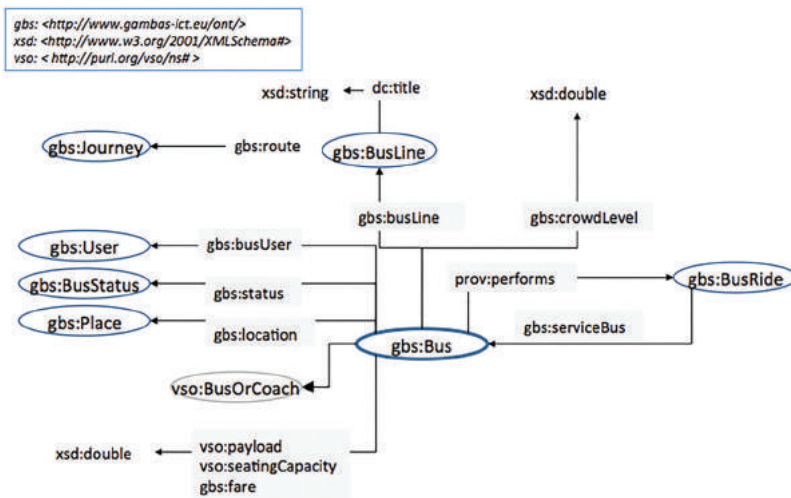 gbs: <http://www.gambas-ict.eu/ont/>
xsd: <http://www.w3.org/2001/XMLSchema#>
vso: < http://purl.org/vso/ns# >
xsd:string
dc:title
xsd:double
gbs:Journey
gbs:route
gbs:BusLine
gbs:busLine
gbs:crowdLevel
gbs:User
gbs:busUser
gbs:BusStatus
gbs:status
prov:performs
gbs:BusRide
gbs:Place
gbs:location
gbs:serviceBus
gbs:Bus
vso:BusOrCoach
xsd:double
vso:payload
vso:seatingCapacity
gbs:fare